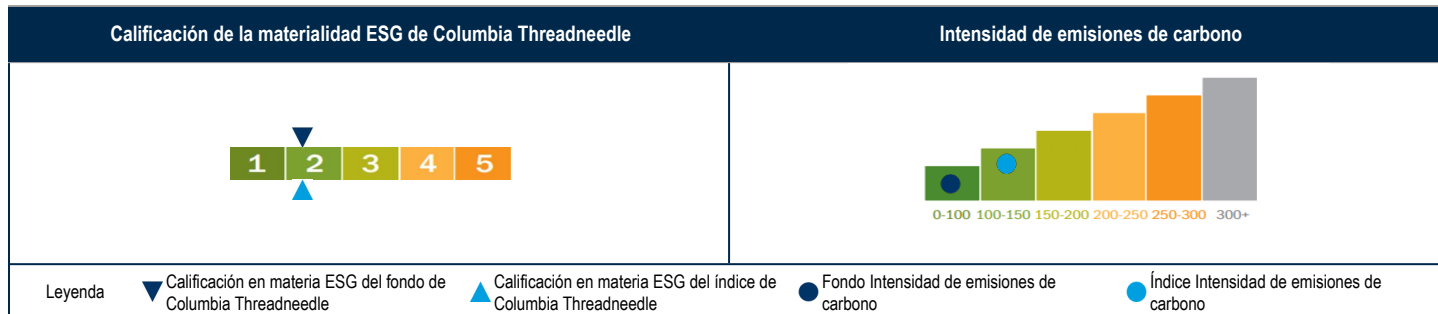 Calificación de la materialidad ESG de Columbia Threadneedle
Intensidad de emisiones de carbono
1 2 3 4 5
0-100 100-150 150-200 200-250 250-300 300+
Leyenda
Calificación en materia ESG del fondo de
Columbia Threadneedle
Calificación en materia ESG del índice de
Columbia Threadneedle
Fondo Intensidad de emisiones de
carbono
Índice Intensidad de emisiones de
carbono